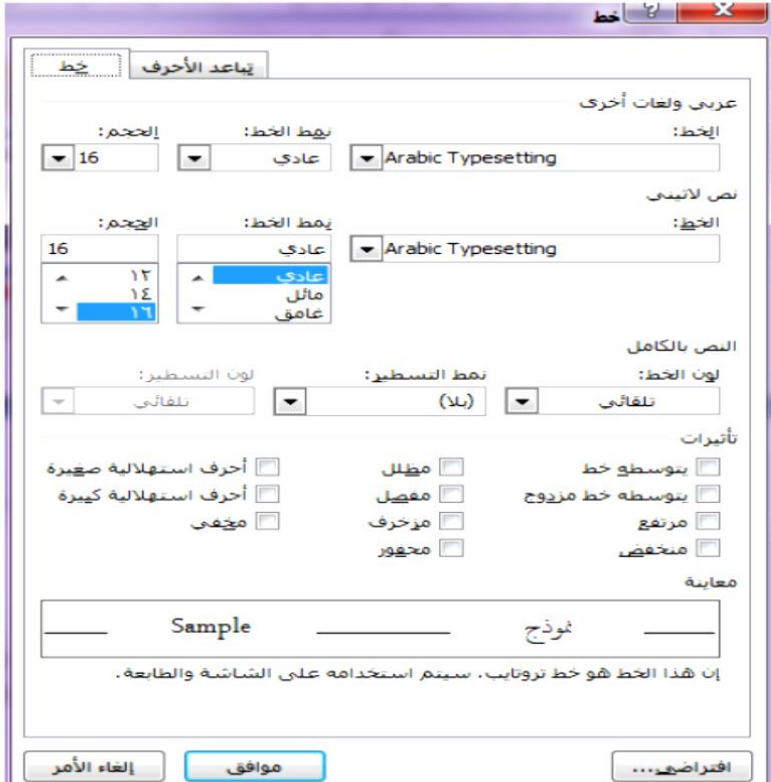 خط ?
خط تباعد الأحرف
عربي ولغات أخرى
الخط: نمط الخط: الحجم:
Arabic Typesetting عادي 16
نص لاتيني
الخط: نمط الخط: الحجم:
Arabic Typesetting عادي 16
عادي ١٢
مائل ١٤
غامق ١٦
النص بالكامل
لون الخط: نمط التسطير: لون التسطير:
تلقائي (بلا) تلقائي
تأثيرات
يتوسطه خط مظلل أحرف استهلالية صغيرة
يتوسطه خط مزدوج مفصل أحرف استهلالية كبيرة
مرتفع مزخرف مخفي
منخفض محفور
معاينة
نموذج Sample
إن هذا الخط هو خط تروتايب. سيتم استخدامه على الشاشة والطابعة.
افتراضي... موافق إلغاء الأمر